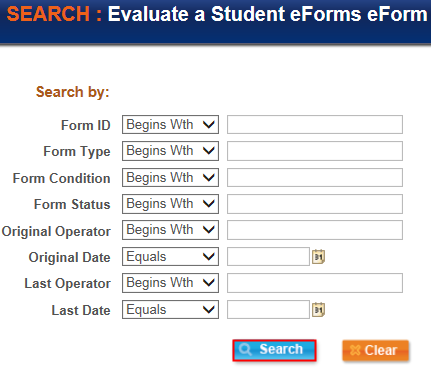 SEARCH : Evaluate a Student eForms eForm
Search by:
Form ID Begins Wth
Form Type Begins Wth
Form Condition Begins Wth
Form Status Begins Wth
Original Operator Begins Wth
Original Date Equals 31
Last Operator Begins Wth
Last Date Equals 31
Search Clear